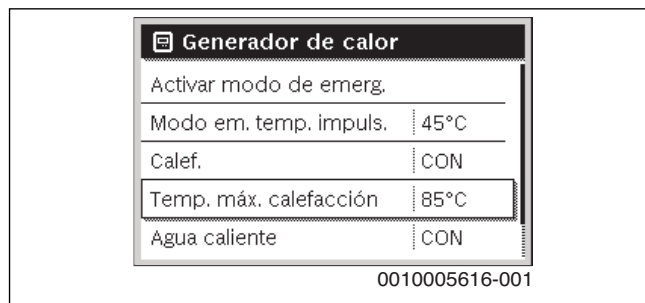 Generador de calor
Activar modo de emerg.
Modo em. temp. impuls. 45°C
Calef. CON
Temp. máx. calefacción 85°C
Agua caliente CON
0010005616-001